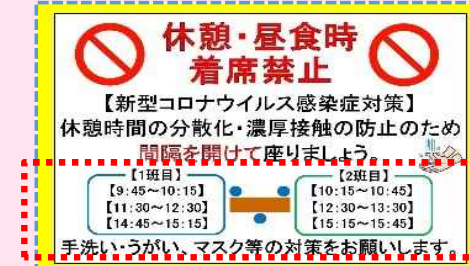 休憩・昼食時
着席禁止
【新型コロナウイルス感染症対策】
休憩時間の分散化・濃厚接触の防止のため
間隔を開けて座りましょう。
【1班目】
【9:45～10:15】
【11:30～12:30】
【14:45～15:15】
【2班目】
【10:15～10:45】
【12:30～13:30】
【15:15～15:45】
手洗い・うがい、マスク等の対策をお願いします。